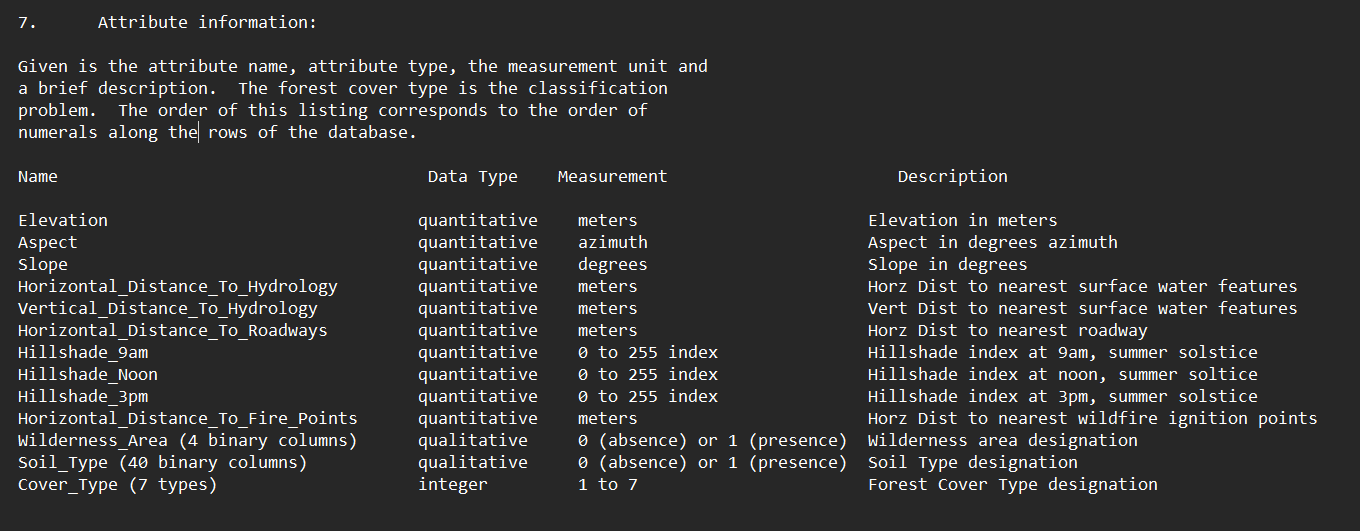 7.      Attribute information:
Given is the attribute name, attribute type, the measurement unit and
a brief description.  The forest cover type is the classification
problem.  The order of this listing corresponds to the order of
numerals along the rows of the database.
Name                                     Data Type    Measurement                       Description
Elevation                               quantitative    meters                       Elevation in meters
Aspect                                  quantitative    azimuth                      Aspect in degrees azimuth
Slope                                   quantitative    degrees                      Slope in degrees
Horizontal_Distance_To_Hydrology        quantitative    meters                       Horz Dist to nearest surface water features
Vertical_Distance_To_Hydrology          quantitative    meters                       Vert Dist to nearest surface water features
Horizontal_Distance_To_Roadways         quantitative    meters                       Horz Dist to nearest roadway
Hillshade_9am                           quantitative    0 to 255 index               Hillshade index at 9am, summer solstice
Hillshade_Noon                          quantitative    0 to 255 index               Hillshade index at noon, summer soltice
Hillshade_3pm                           quantitative    0 to 255 index               Hillshade index at 3pm, summer solstice
Horizontal_Distance_To_Fire_Points      quantitative    meters                       Horz Dist to nearest wildfire ignition points
Wilderness_Area (4 binary columns)      qualitative     0 (absence) or 1 (presence)  Wilderness area designation
Soil_Type (40 binary columns)           qualitative     0 (absence) or 1 (presence)  Soil Type designation
Cover_Type (7 types)                    integer         1 to 7                       Forest Cover Type designation